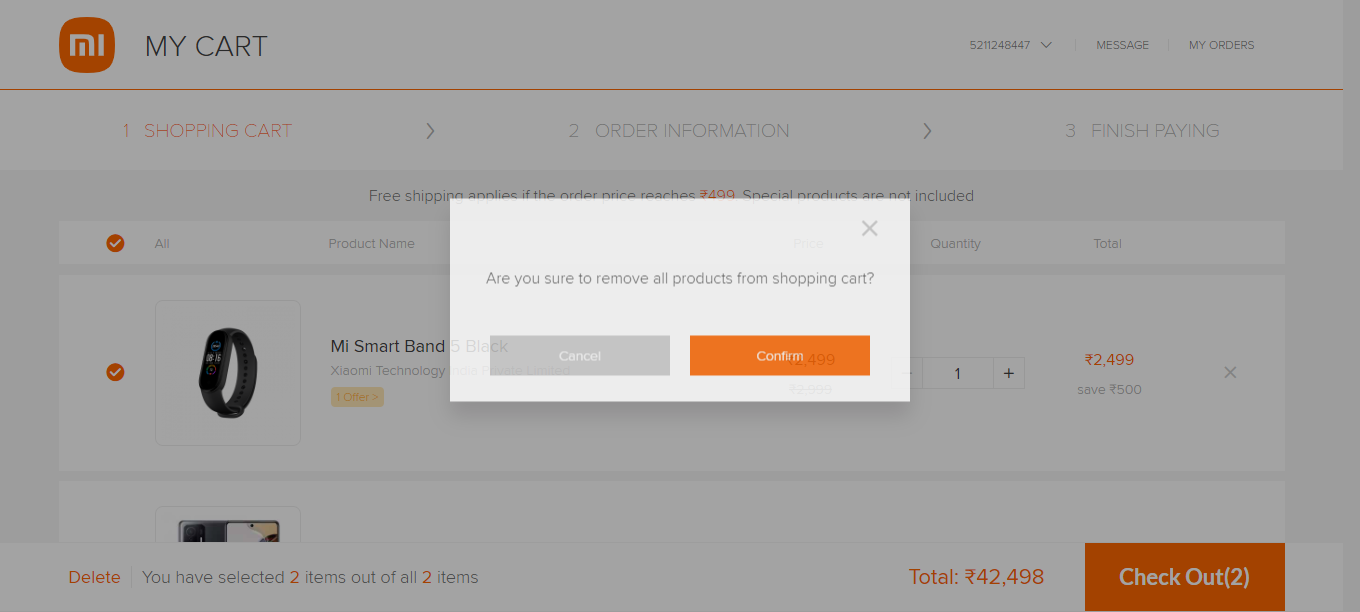 mi MY CART 5211248447 MESSAGE MY ORDERS
1 SHOPPING CART 2 ORDER INFORMATION 3 FINISH PAYING
Free shipping applies if the order price reaches ₹499. Special products are not included
All Product Name Price Quantity Total
Are you sure to remove all products from shopping cart?
Mi Smart Band 5 Black
Cancel Confirm
₹2,499 − 1 + ₹2,499
Xiaomi Technology India Private Limited
₹2,999 save ₹500
1 Offer >
08:16
Delete You have selected 2 items out of all 2 items Total: ₹42,498 Check Out(2)